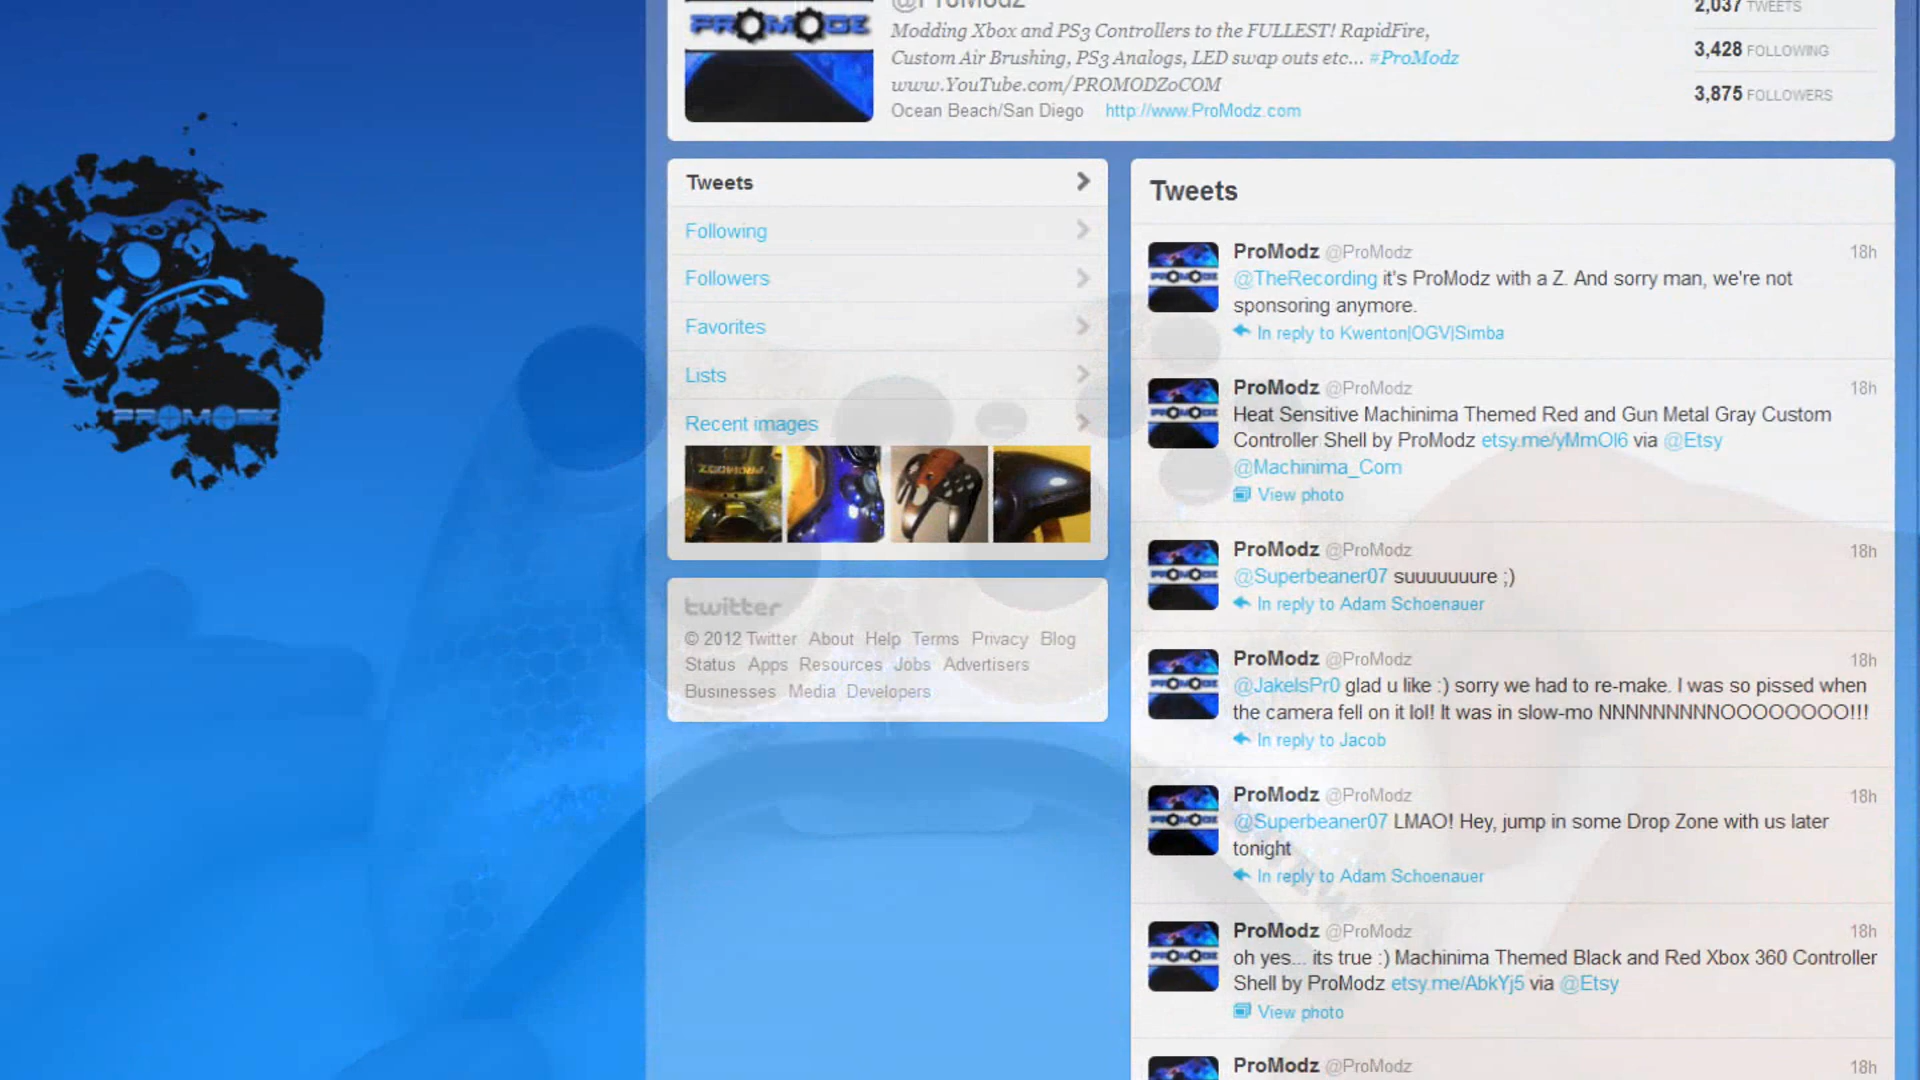 @ProModz
Modding Xbox and PS3 Controllers to the FULLEST! RapidFire,
Custom Air Brushing, PS3 Analogs, LED swap outs etc... #ProModz
www.YouTube.com/PROMODZoCOM
Ocean Beach/San Diego http://www.ProModz.com
2,037 TWEETS
3,428 FOLLOWING
3,875 FOLLOWERS
PROMODZ
PROMODZ
Tweets
Following
Followers
Favorites
Lists
Recent images
twitter
© 2012 Twitter About Help Terms Privacy Blog
Status Apps Resources Jobs Advertisers
Businesses Media Developers
Tweets
ProModz @ProModz 18h
@TheRecording it's ProModz with a Z. And sorry man, we're not
sponsoring anymore.
In reply to Kwenton|OGV|Simba
ProModz @ProModz 18h
Heat Sensitive Machinima Themed Red and Gun Metal Gray Custom
Controller Shell by ProModz etsy.me/yMmOl6 via @Etsy
@Machinima_Com
View photo
ProModz @ProModz 18h
@Superbeaner07 suuuuuuure ;)
In reply to Adam Schoenauer
ProModz @ProModz 18h
@JakeIsPr0 glad u like :) sorry we had to re-make. I was so pissed when
the camera fell on it lol! It was in slow-mo NNNNNNNNNOOOOOOOO!!!
In reply to Jacob
ProModz @ProModz 18h
@Superbeaner07 LMAO! Hey, jump in some Drop Zone with us later
tonight
In reply to Adam Schoenauer
ProModz @ProModz 18h
oh yes... its true :) Machinima Themed Black and Red Xbox 360 Controller
Shell by ProModz etsy.me/AbkYj5 via @Etsy
View photo
ProModz @ProModz 18h